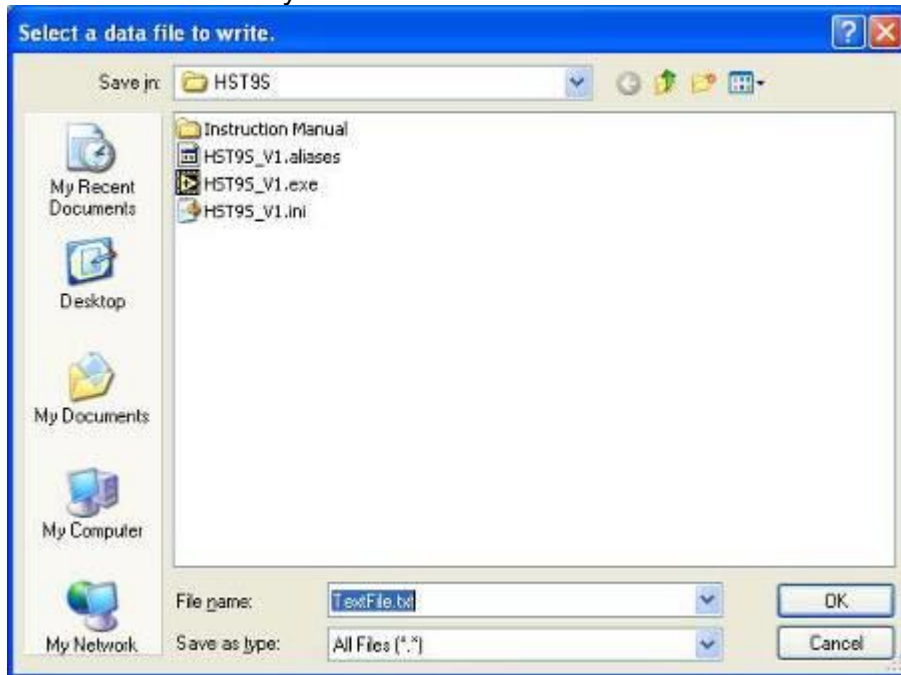 Select a data file to write.
Save in: HST9S
Instruction Manual
HST9S_V1.aliases
HST9S_V1.exe
HST9S_V1.ini
My Recent
Documents
Desktop
My Documents
My Computer
My Network
File name: TextFile.txt OK
Save as type: All Files (*.*) Cancel